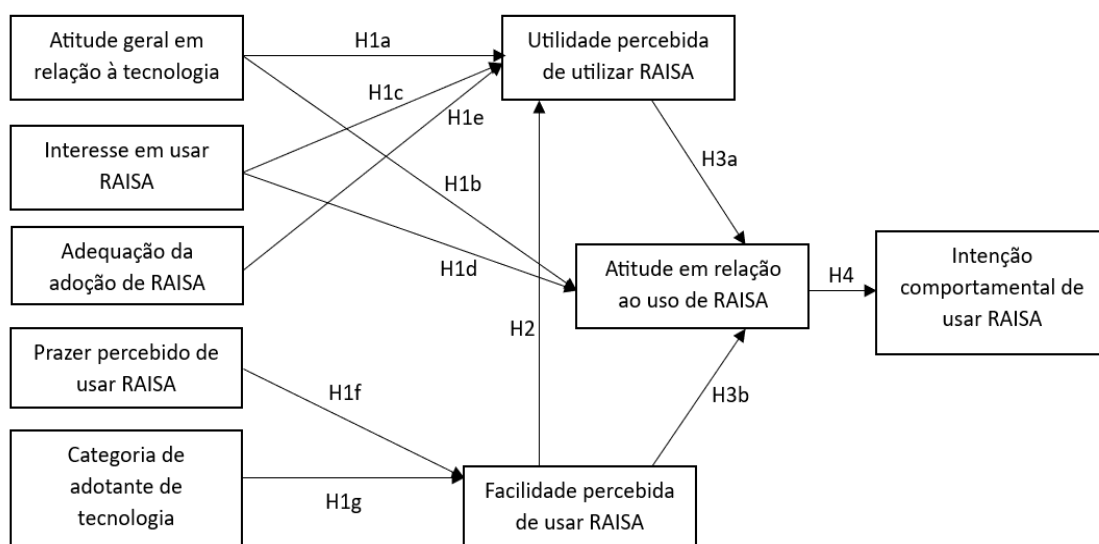 Atitude geral em
relação à tecnologia
H1a
Utilidade percebida
de utilizar RAISA
H1c
H1e
Interesse em usar
RAISA
H1b
H3a
Adequação da
adoção de RAISA
H1d
Atitude em relação
ao uso de RAISA
H4
Intenção
comportamental de
usar RAISA
H2
Prazer percebido de
usar RAISA
H1f
H3b
Categoria de
adotante de
tecnologia
H1g
Facilidade percebida
de usar RAISA